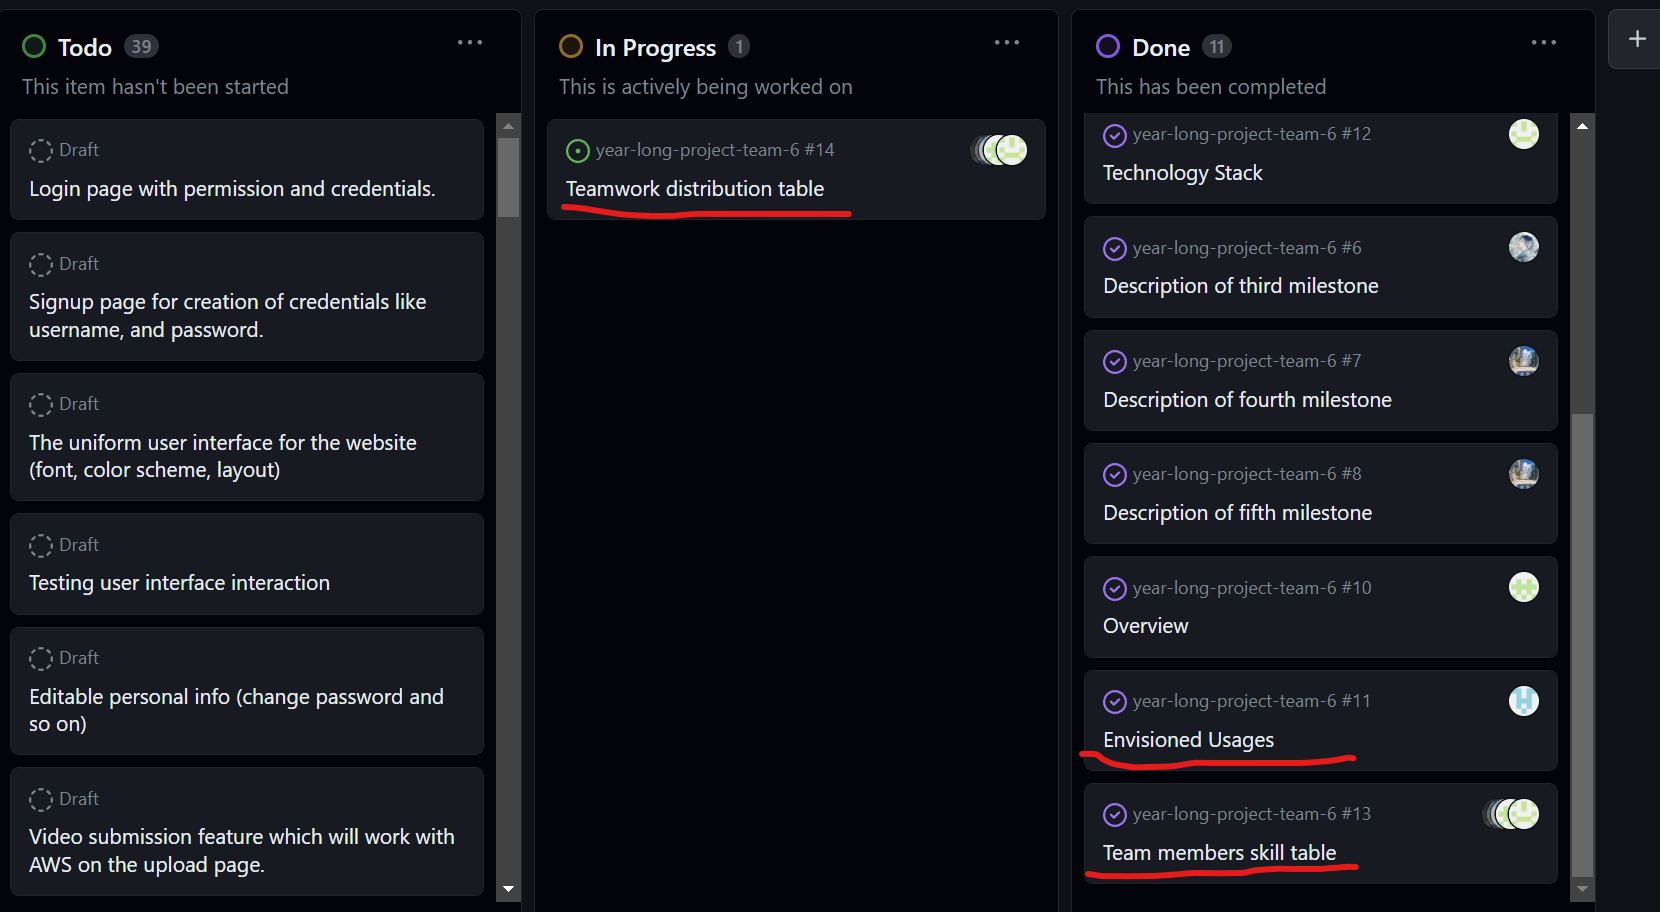 Todo 39
This item hasn't been started
Draft
Login page with permission and credentials.
Draft
Signup page for creation of credentials like
username, and password.
Draft
The uniform user interface for the website
(font, color scheme, layout)
Draft
Testing user interface interaction
Draft
Editable personal info (change password and
so on)
Draft
Video submission feature which will work with
AWS on the upload page.
In Progress 1
This is actively being worked on
year-long-project-team-6 #14
Teamwork distribution table
Done 11
This has been completed
year-long-project-team-6 #12
Technology Stack
year-long-project-team-6 #6
Description of third milestone
year-long-project-team-6 #7
Description of fourth milestone
year-long-project-team-6 #8
Description of fifth milestone
year-long-project-team-6 #10
Overview
year-long-project-team-6 #11
Envisioned Usages
year-long-project-team-6 #13
Team members skill table